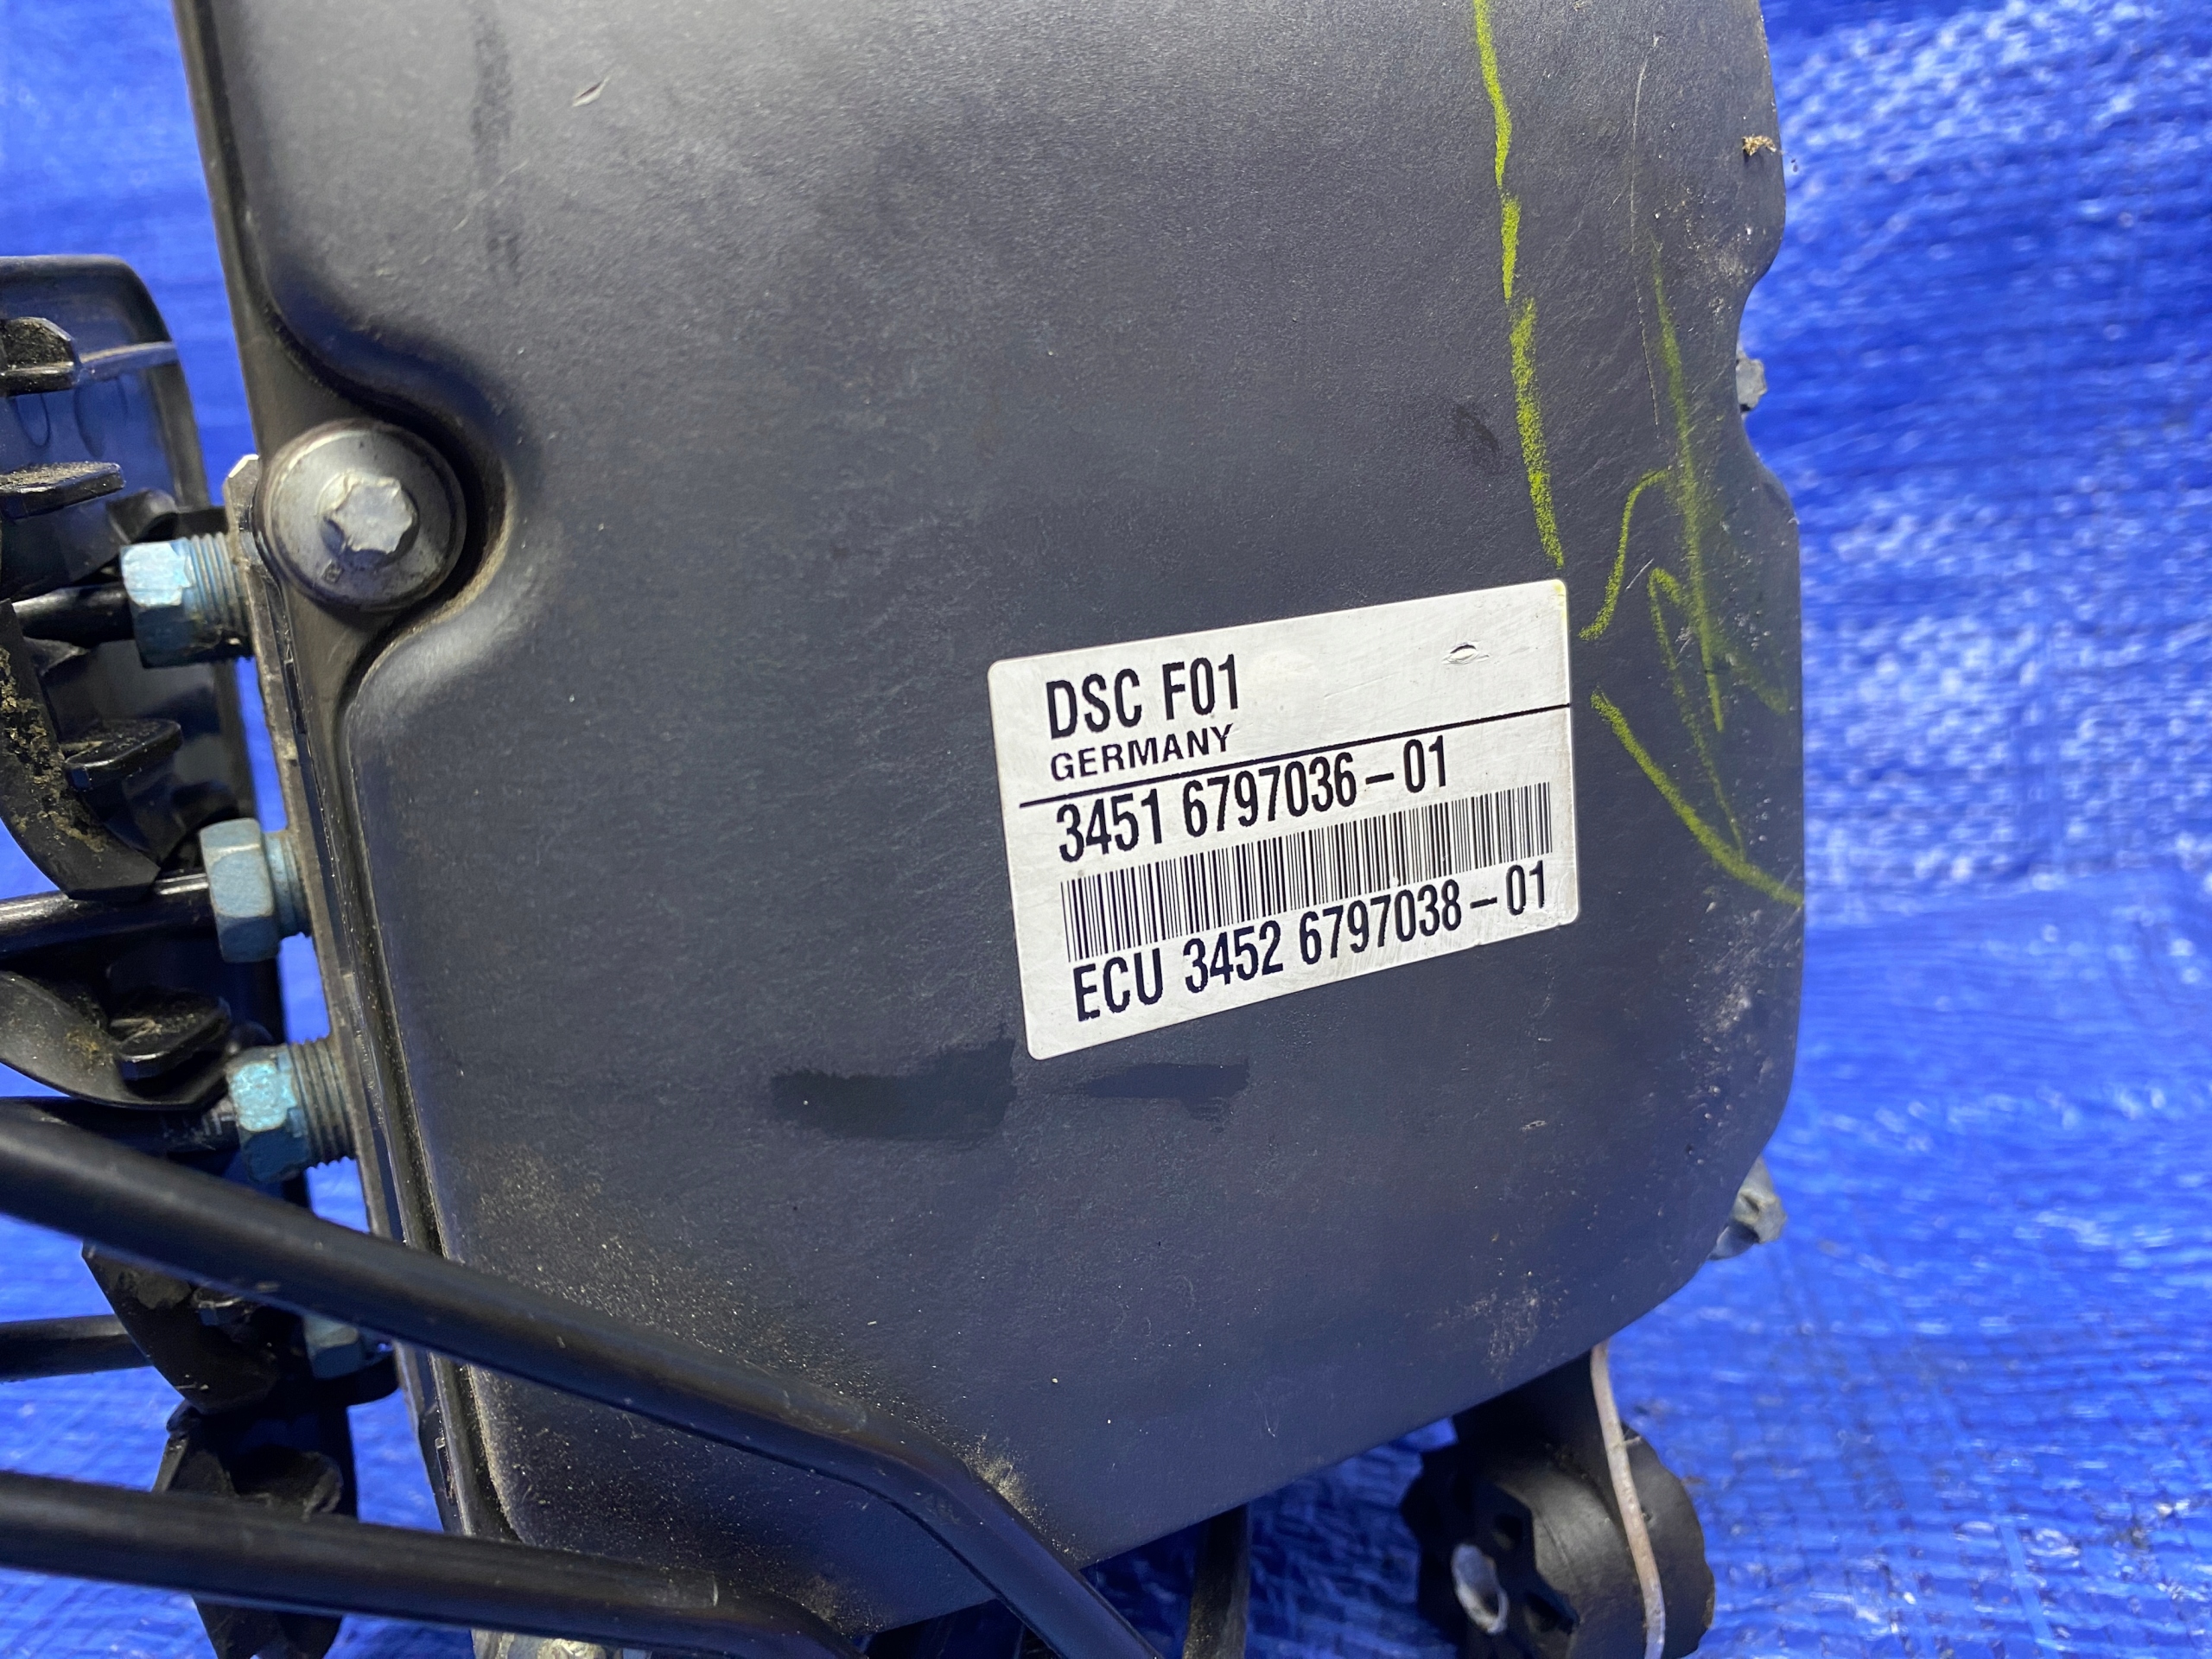 DSC F01
GERMANY
3451 6797036-01
ECU 3452 6797038-01